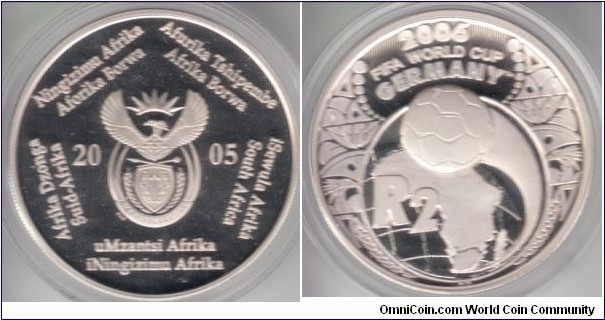 Ningizimu Afrika
Aforika Borwa
Afurika Tshipembe
Afrika Borwa
Afrika Dzonga
Suid-Afrika
20 05
iSewula Afrika
South Africa
uMzantsi Afrika
iNingizimu Afrika
2006
FIFA WORLD CUP
GERMANY
R2
OmniCoin.com World Coin Community